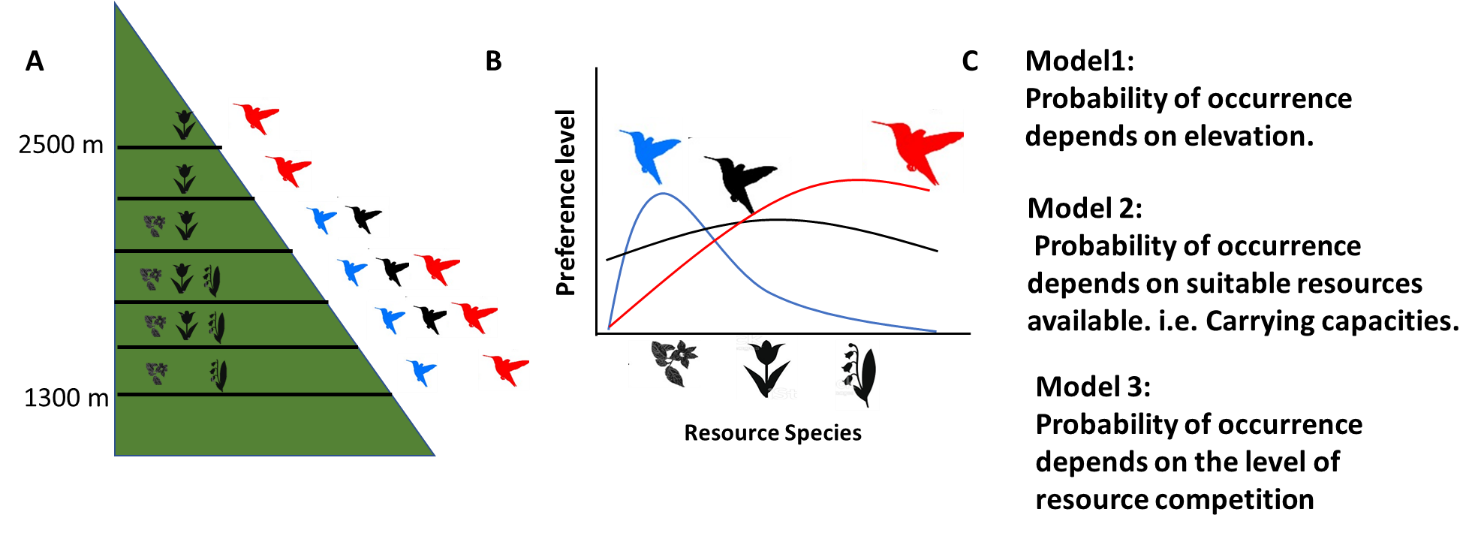 A
2500 m
1300 m
B
Preference level
Resource Species
C
Model1:
Probability of occurrence
depends on elevation.
Model 2:
Probability of occurrence
depends on suitable resources
available. i.e. Carrying capacities.
Model 3:
Probability of occurrence
depends on the level of
resource competition